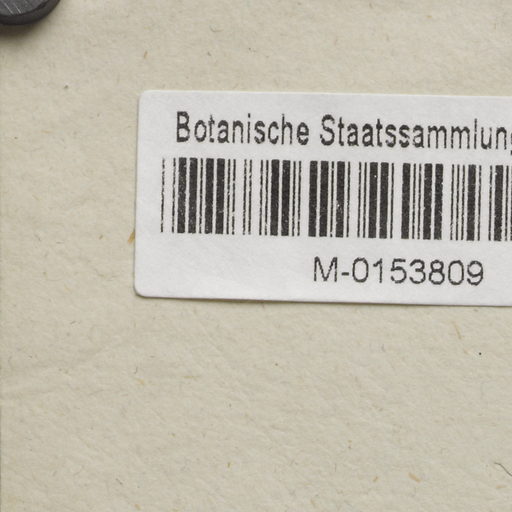 Botanische Staatssammlung
M-0153809